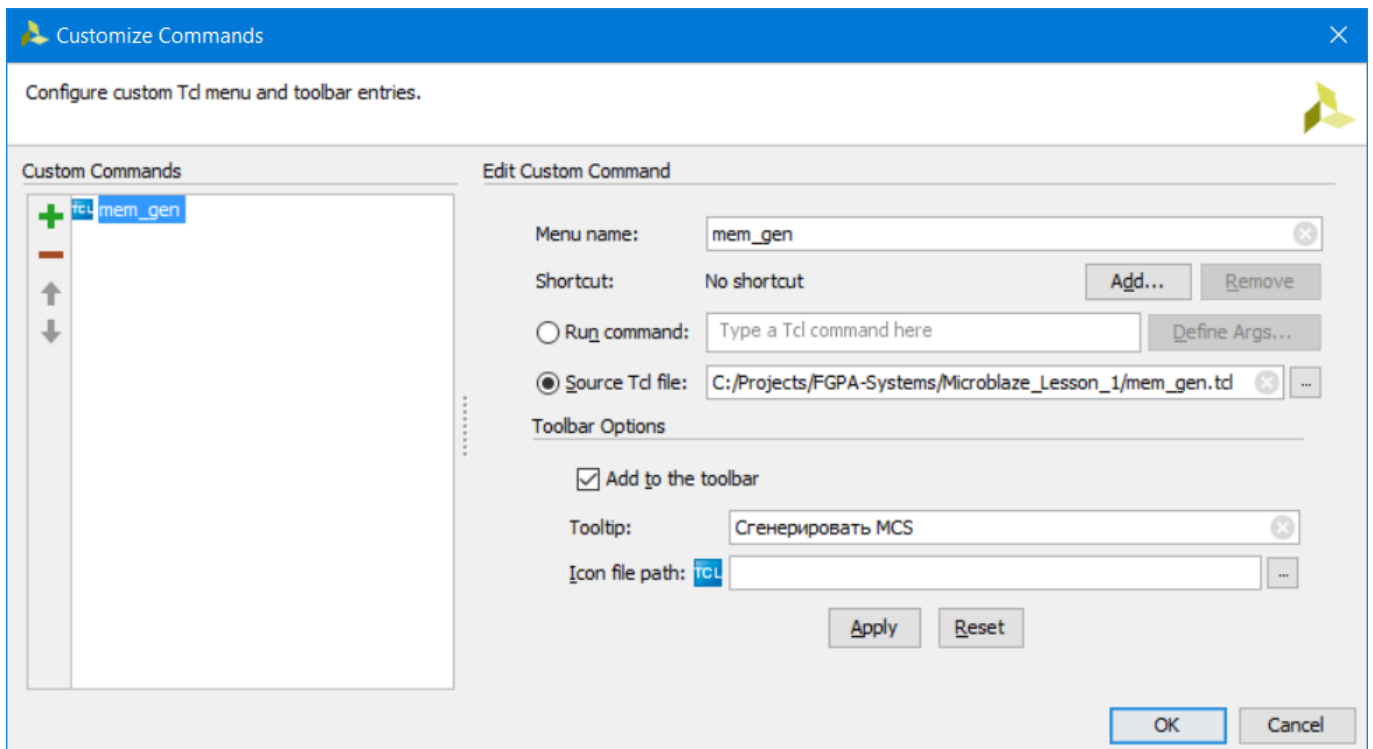 Customize Commands
Configure custom Tcl menu and toolbar entries.
Custom Commands
TCL mem_gen
Edit Custom Command
Menu name: mem_gen
Shortcut: No shortcut Add... Remove
Run command: Type a Tcl command here Define Args...
Source Tcl file: C:/Projects/FGPA-Systems/Microblaze_Lesson_1/mem_gen.tcl ...
Toolbar Options
Add to the toolbar
Tooltip: Сгенерировать MCS
Icon file path: TCL ...
Apply Reset
OK Cancel